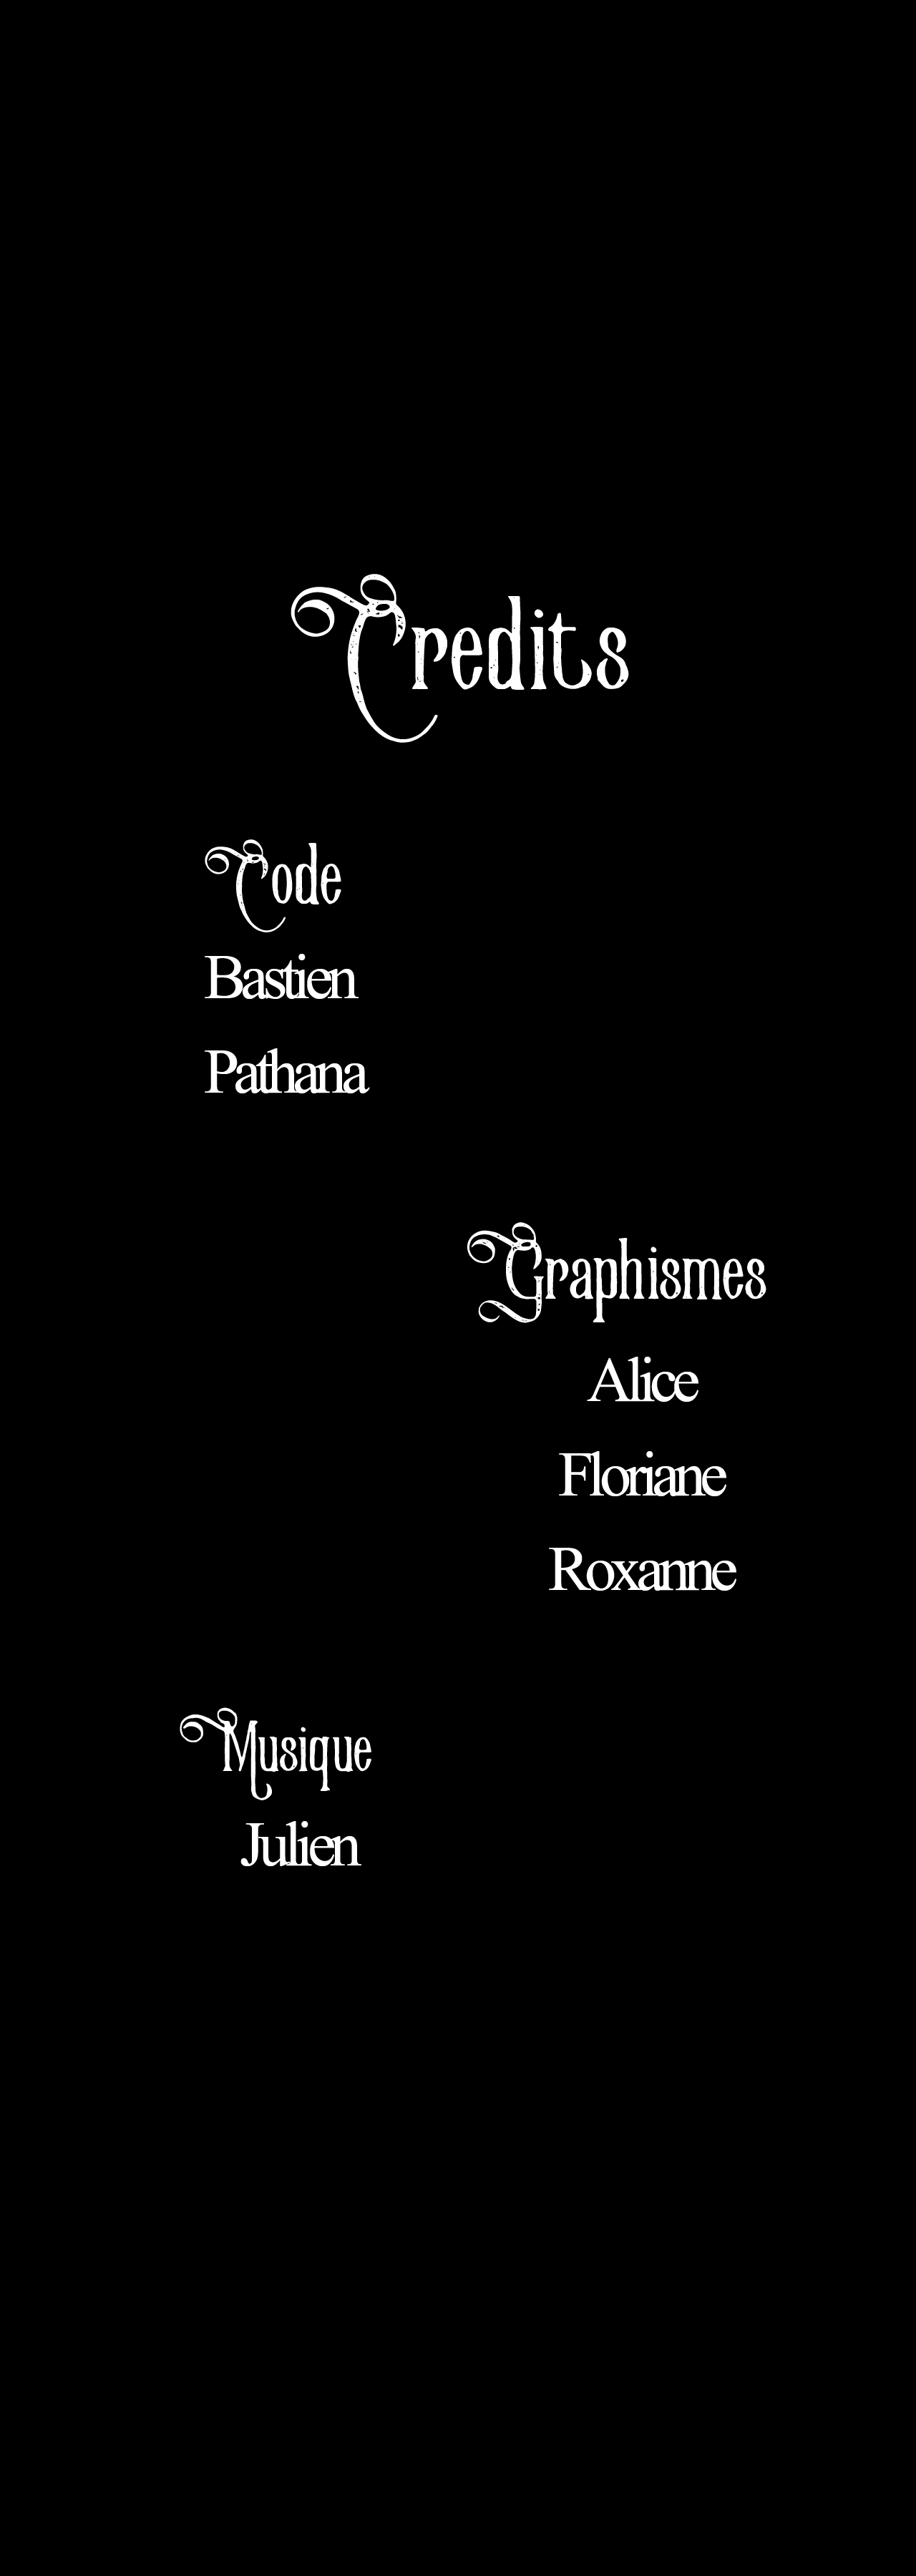 Credits
Code
Bastien
Pathana
Graphismes
Alice
Floriane
Roxanne
Musique
Julien